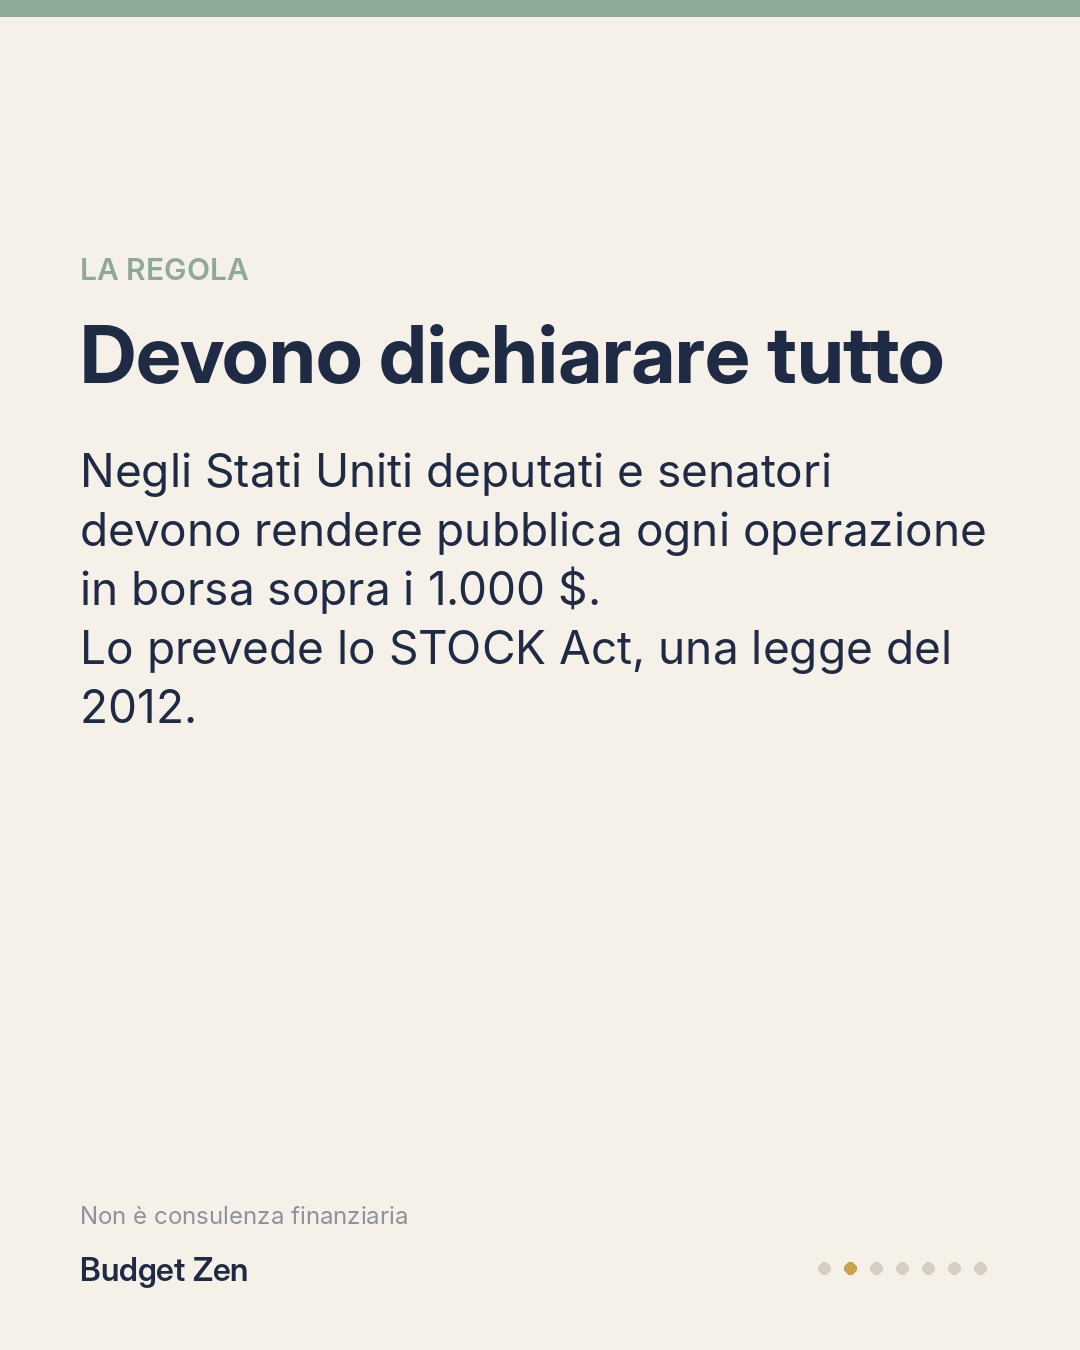 LA REGOLA
Devono dichiarare tutto
Negli Stati Uniti deputati e senatori
devono rendere pubblica ogni operazione
in borsa sopra i 1.000 $.
Lo prevede lo STOCK Act, una legge del
2012.
Non è consulenza finanziaria
Budget Zen